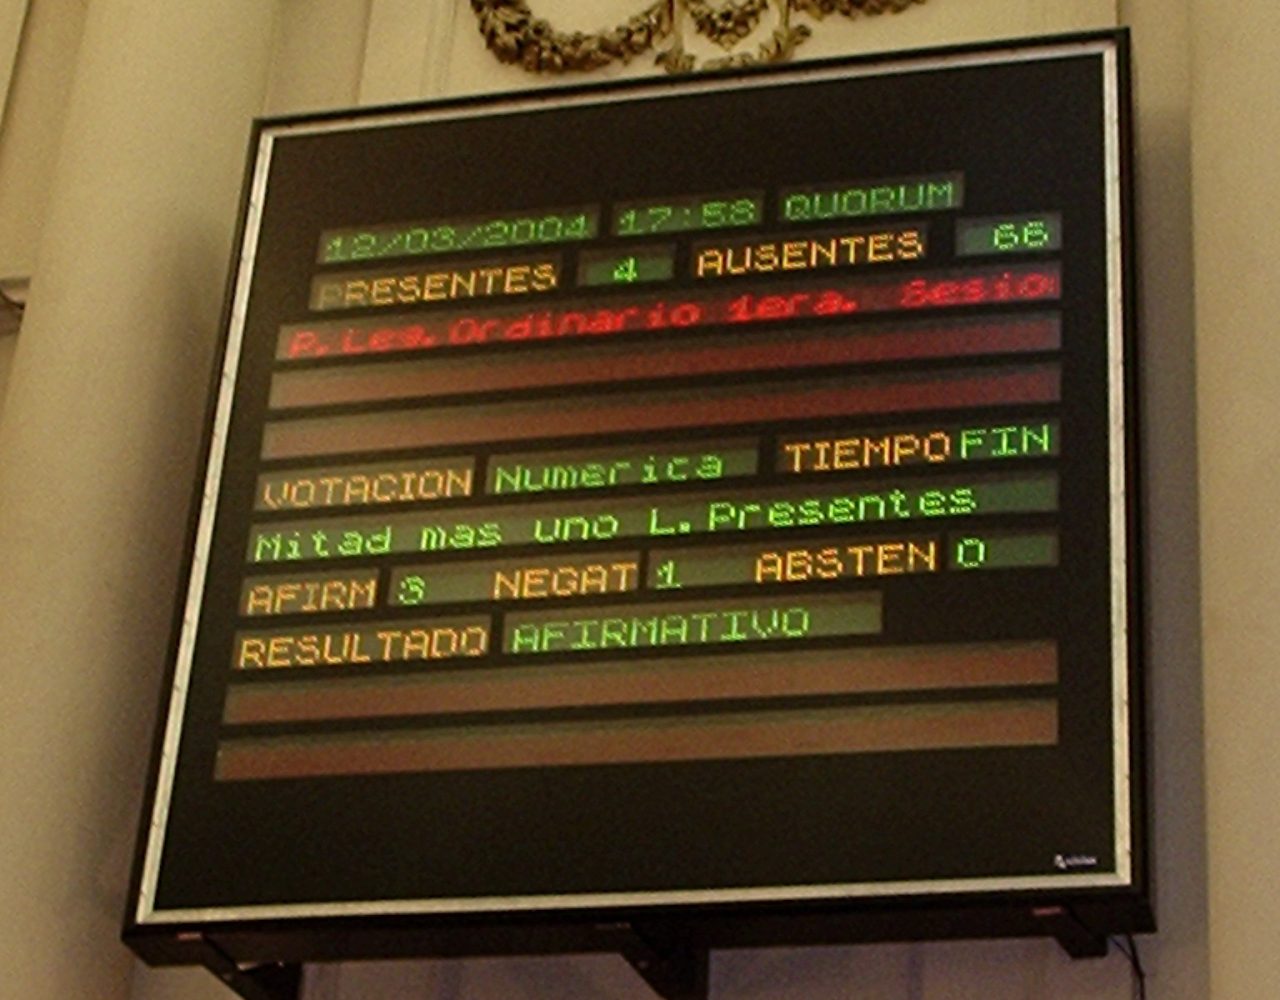 12/03/2004 17:58 QUORUM
PRESENTES 4 AUSENTES 66
P.Leg.Ordinario 1era. Sesio
VOTACION Numerica TIEMPO FIN
Mitad mas uno L.Presentes
AFIRM 3 NEGAT 1 ABSTEN 0
RESULTADO AFIRMATIVO